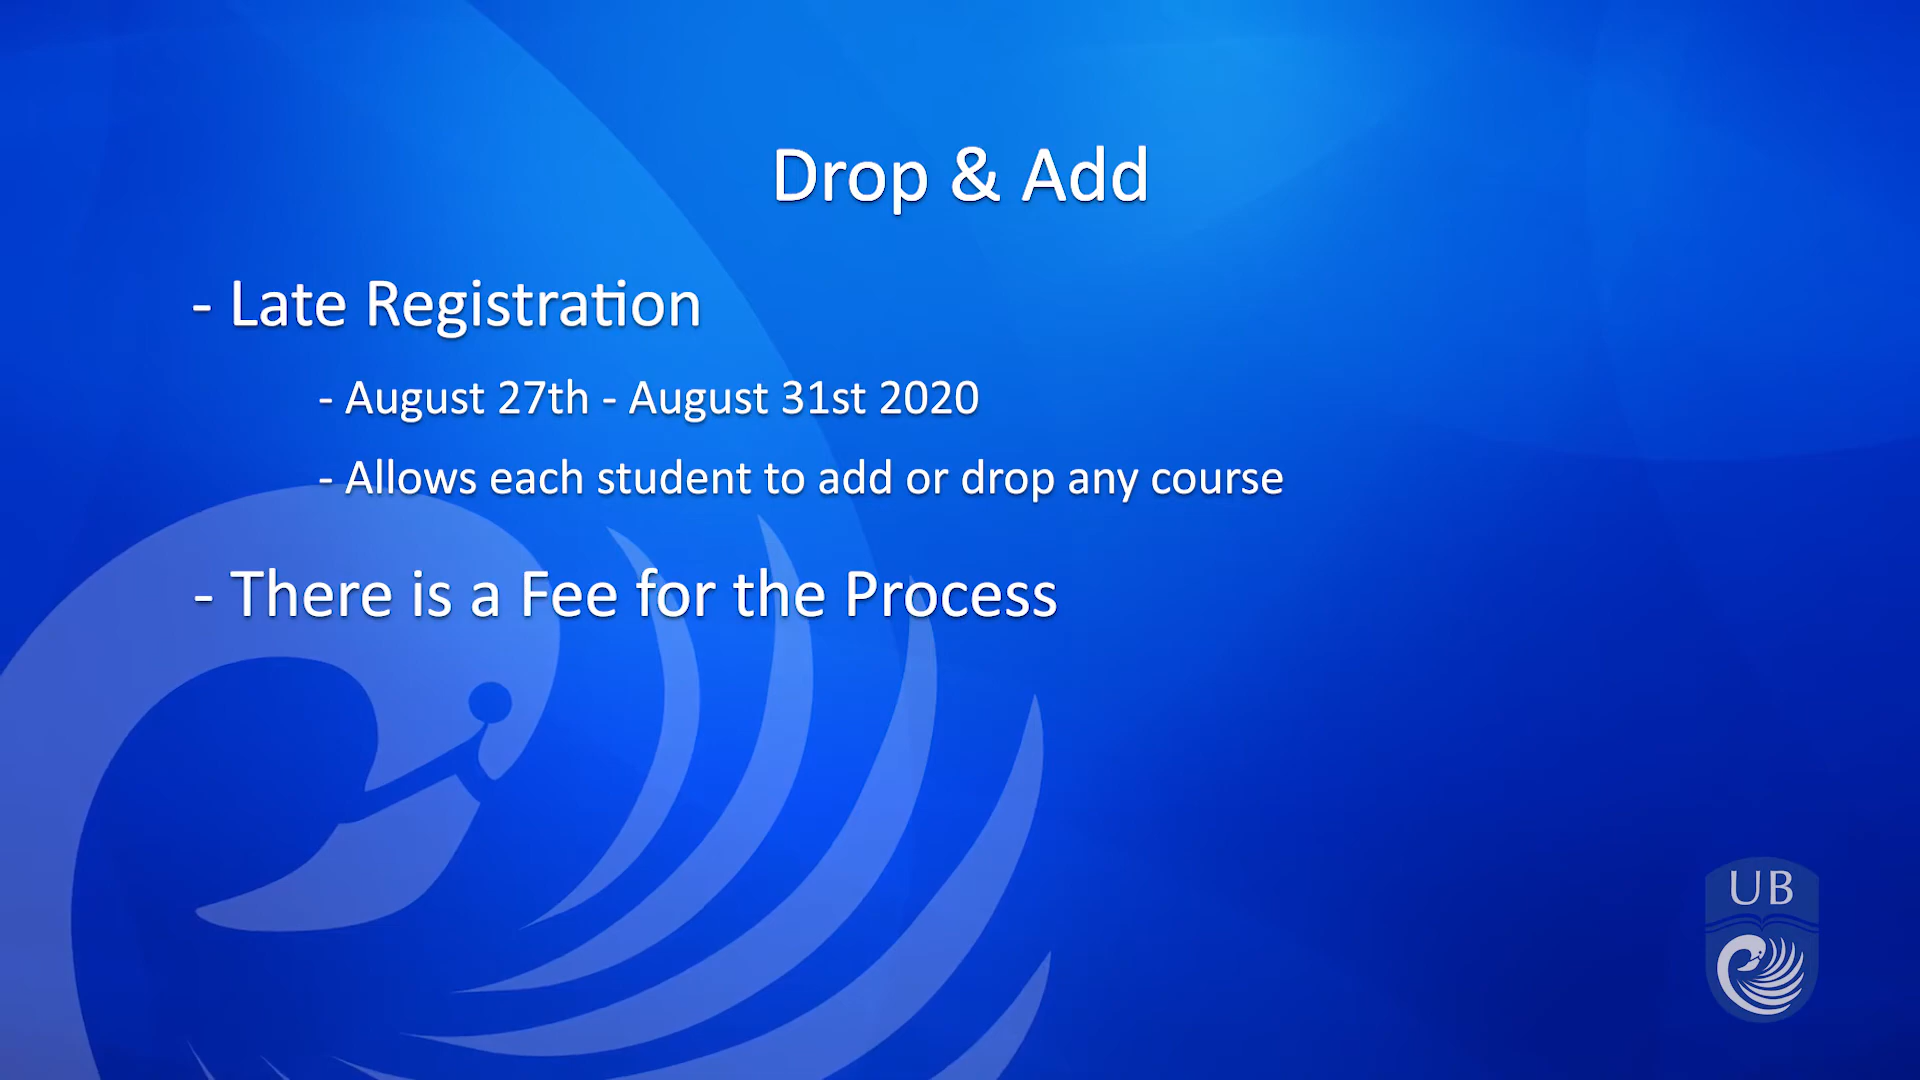 Drop & Add
- Late Registration
- August 27th - August 31st 2020
- Allows each student to add or drop any course
- There is a Fee for the Process
UB